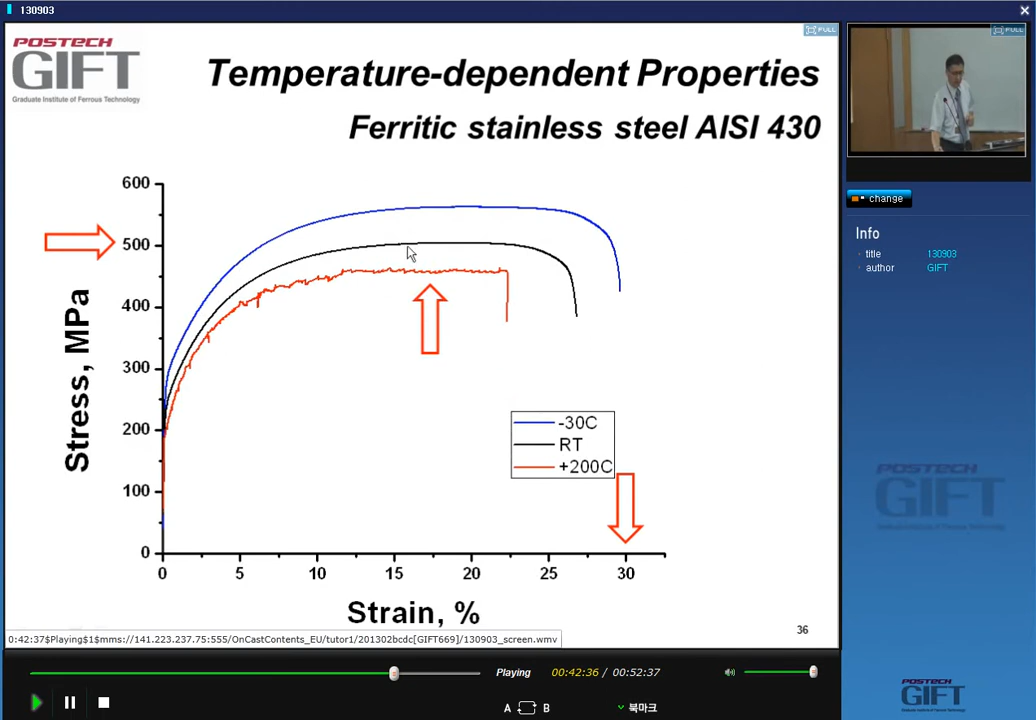 130903
POSTECH
GIFT
Graduate Institute of Ferrous Technology
Temperature-dependent Properties
Ferritic stainless steel AISI 430
FULL
FULL
change
Info
title 130903
author GIFT
600
500
400
300
200
100
0
Stress, MPa
-30C
RT
+200C
0 5 10 15 20 25 30
Strain, %
36
POSTECH
GIFT
0:42:37$Playing$1$mms://141.223.237.75:555/OnCastContents_EU/tutor1/201302bcdc[GIFT669]/130903_screen.wmv
Playing 00:42:36 / 00:52:37
A B 북마크
POSTECH
GIFT